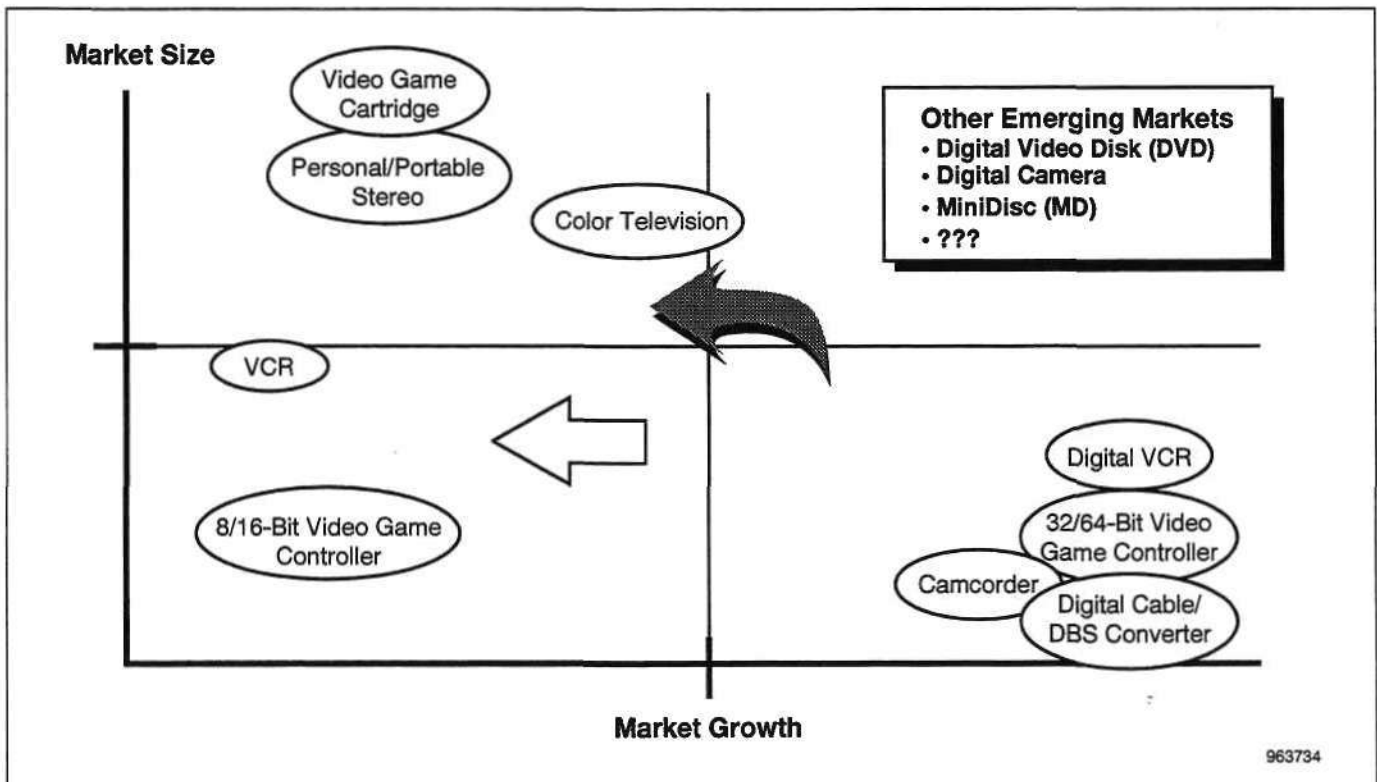 Market Size
Video Game
Cartridge
Personal/Portable
Stereo
Color Television
Other Emerging Markets
• Digital Video Disk (DVD)
• Digital Camera
• MiniDisc (MD)
• ???
VCR
Digital VCR
8/16-Bit Video Game
Controller
32/64-Bit Video
Game Controller
Camcorder
Digital Cable/
DBS Converter
Market Growth
963734